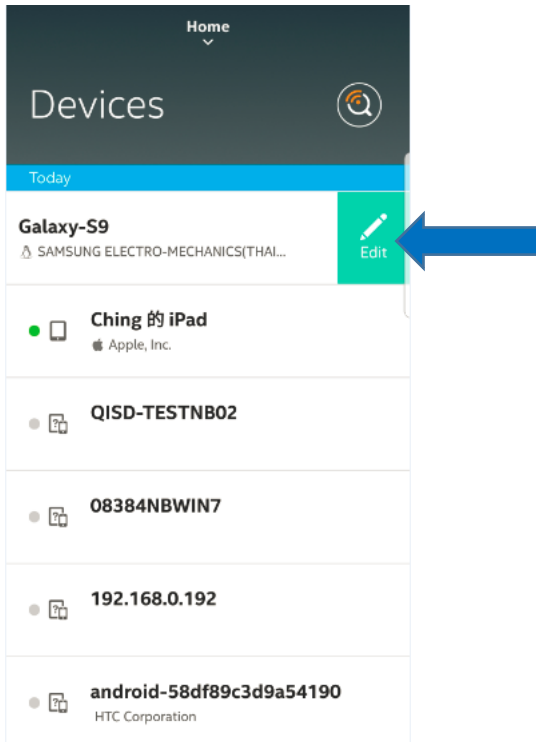 Home
Devices
Today
Galaxy-S9
SAMSUNG ELECTRO-MECHANICS(THAI...
Edit
Ching 的 iPad
Apple, Inc.
QISD-TESTNB02
08384NBWIN7
192.168.0.192
android-58df89c3d9a54190
HTC Corporation